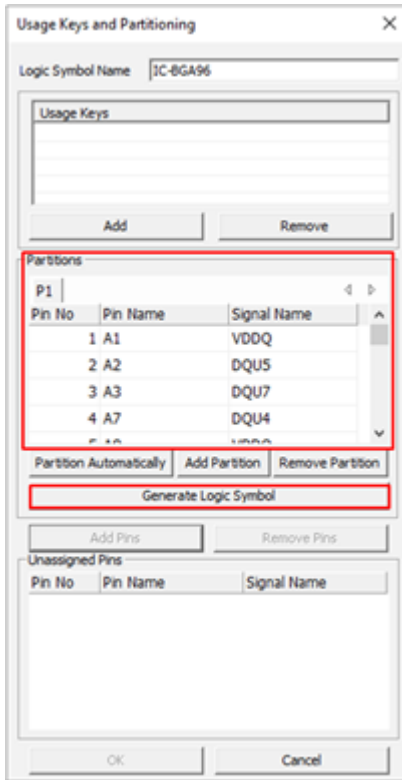 Usage Keys and Partitioning
Logic Symbol Name IC-BGA96
Usage Keys
Add Remove
Partitions
P1
Pin No Pin Name Signal Name
1 A1 VDDQ
2 A2 DQU5
3 A3 DQU7
4 A7 DQU4
Partition Automatically Add Partition Remove Partition
Generate Logic Symbol
Add Pins Remove Pins
Unassigned Pins
Pin No Pin Name Signal Name
OK Cancel